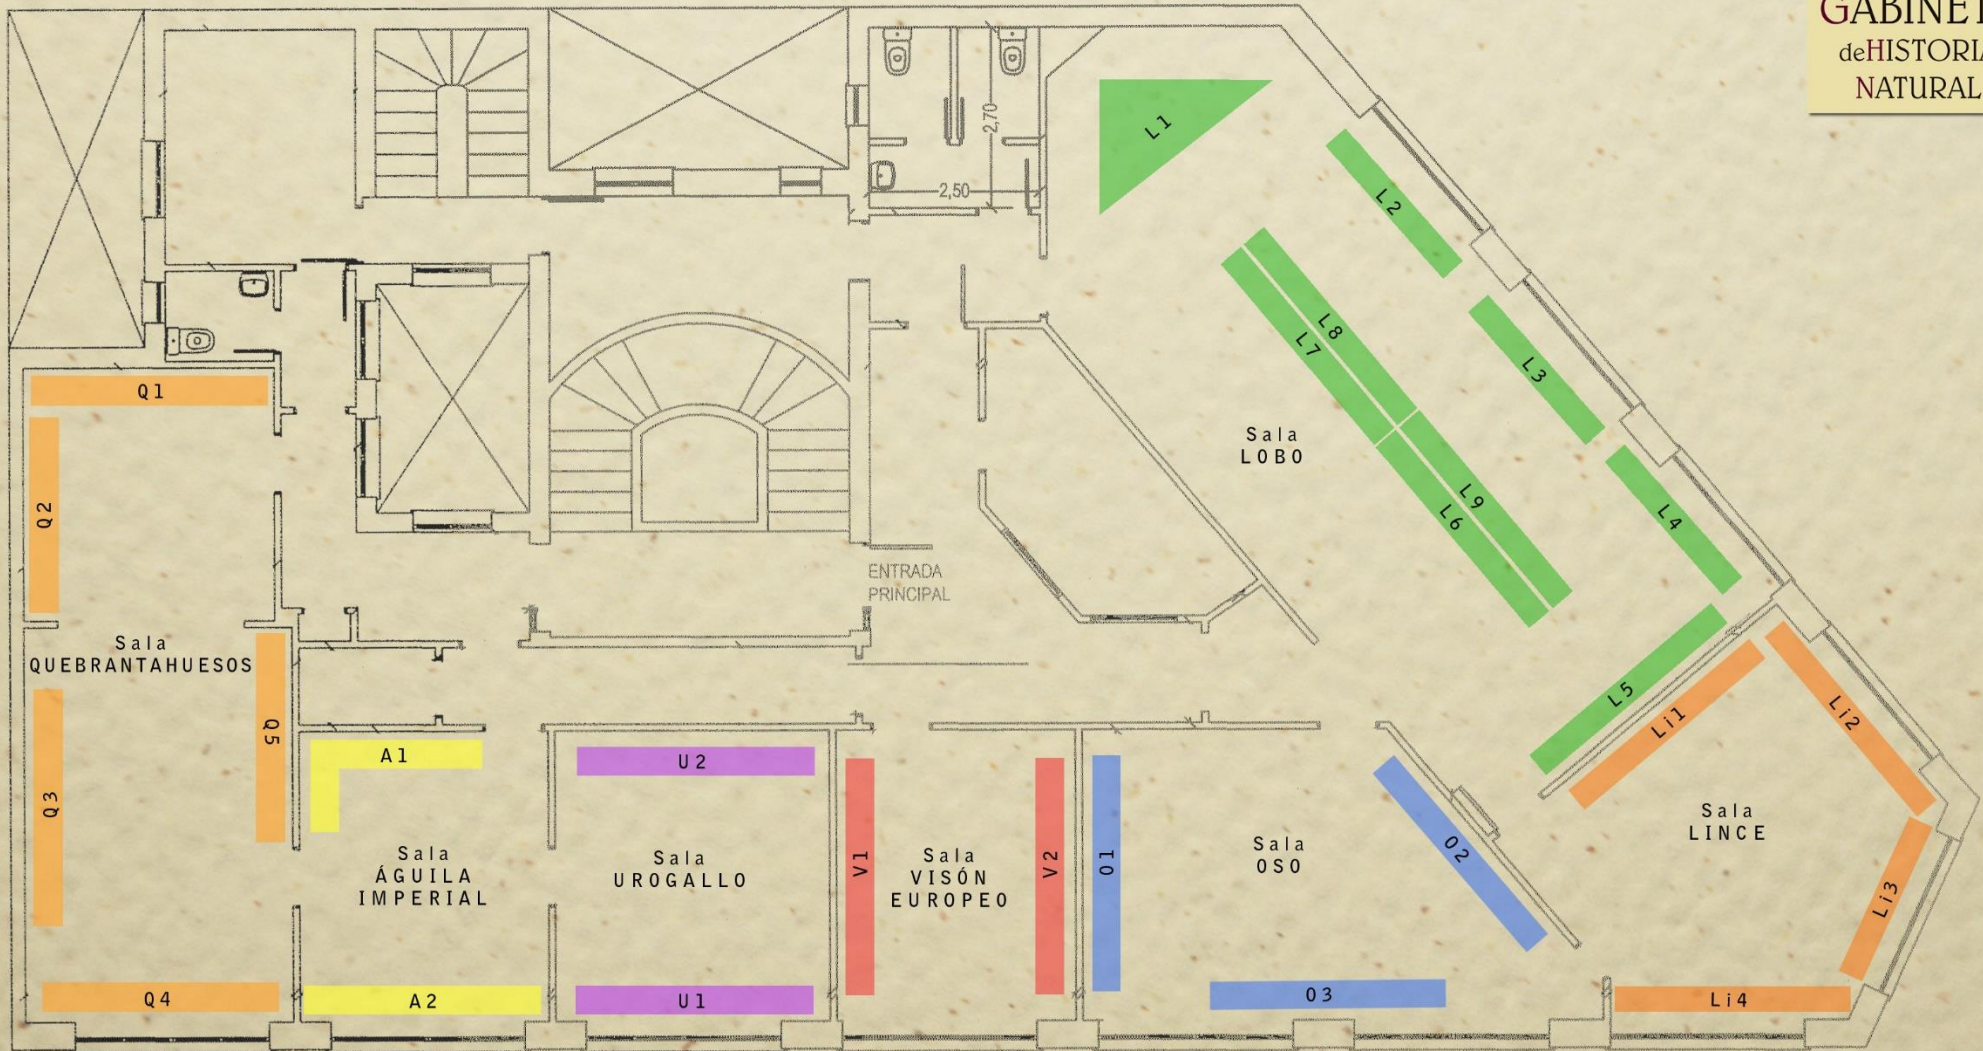 GABINET
deHISTORIA
NATURAL
2,70
2,50
L1
L2
L8
L7
L3
Q1
Sala
LOBO
Q2
L9
L6
L4
ENTRADA
PRINCIPAL
Sala
QUEBRANTAHUESOS
L5
Li1
Li2
Q5
A1
U2
Q3
Sala
LINCE
Sala
ÁGUILA
IMPERIAL
Sala
UROGALLO
V1
Sala
VISÓN
EUROPEO
V2
O1
Sala
OSO
O2
Li3
Q4
A2
U1
O3
Li4